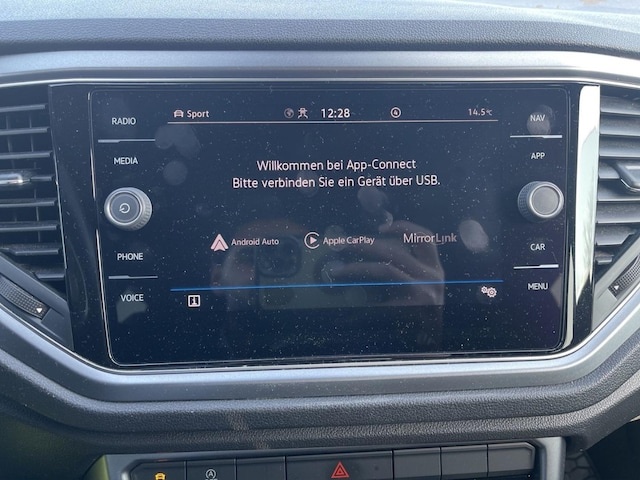 Sport 12:28 4 14.5°C
RADIO
MEDIA
PHONE
VOICE
Willkommen bei App-Connect
Bitte verbinden Sie ein Gerät über USB.
Android Auto Apple CarPlay MirrorLink
NAV
APP
CAR
MENU